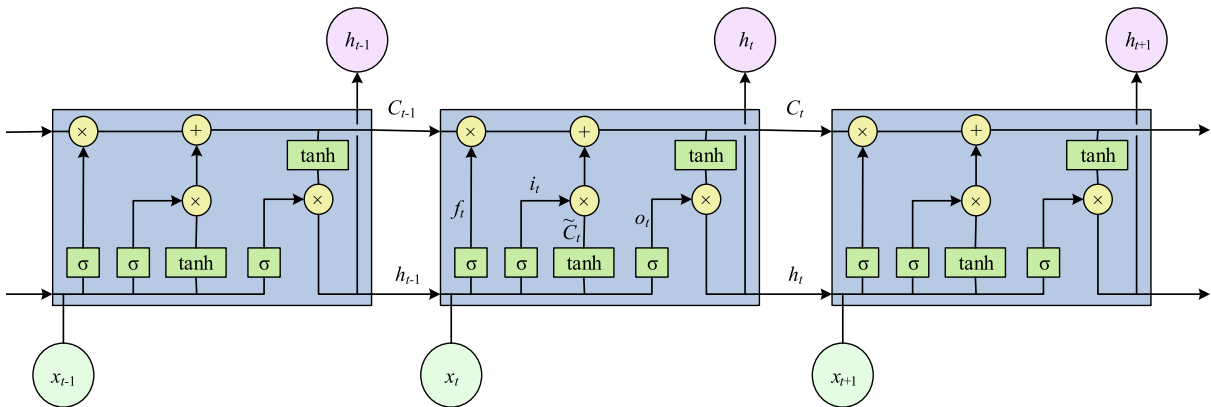 h_{t-1} h_t h_{t+1}
C_{t-1} C_t
× + × + × +
tanh tanh tanh
× i_t × ×
f_t × o_t × ×
C̃_t
σ σ tanh σ σ σ tanh σ σ σ tanh σ
h_{t-1} h_t
x_{t-1} x_t x_{t+1}